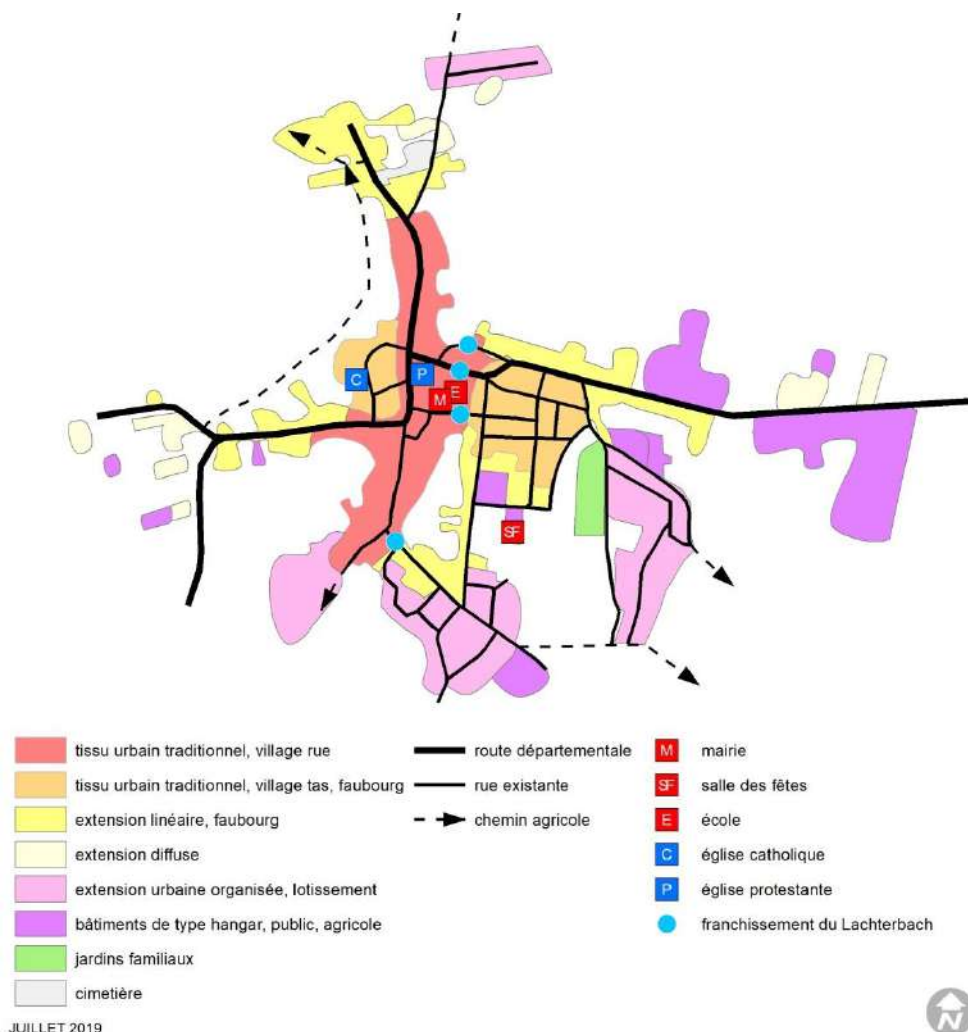 C
P
M
E
SF
tissu urbain traditionnel, village rue
tissu urbain traditionnel, village tas, faubourg
extension linéaire, faubourg
extension diffuse
extension urbaine organisée, lotissement
bâtiments de type hangar, public, agricole
jardins familiaux
cimetière
route départementale
rue existante
chemin agricole
M mairie
SF salle des fêtes
E école
C église catholique
P église protestante
franchissement du Lachterbach
JUILLET 2019
N